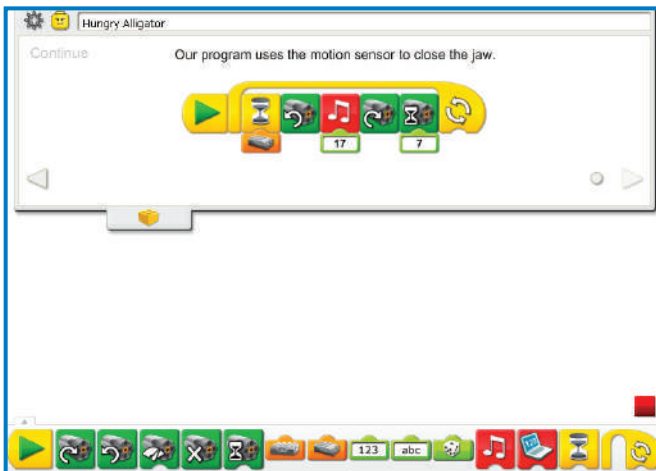 Hungry Alligator
Continue
Our program uses the motion sensor to close the jaw.
17
7
123
abc